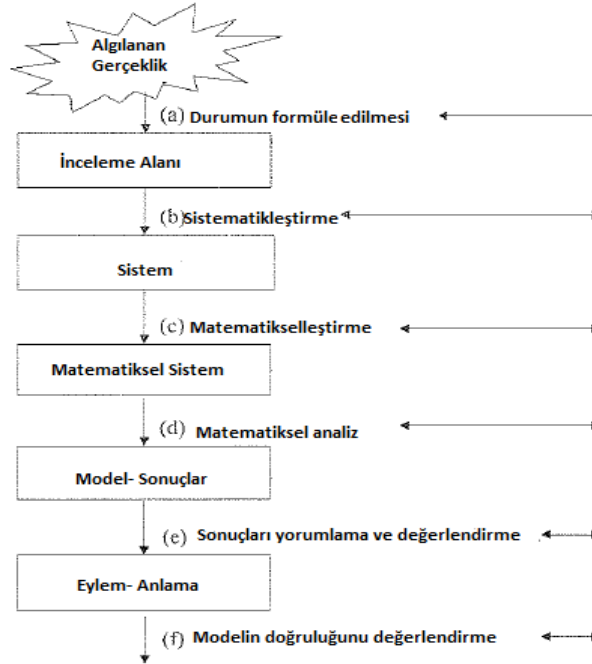 Algılanan
Gerçeklik
(a) Durumun formüle edilmesi
İnceleme Alanı
(b) Sistematikleştirme
Sistem
(c) Matematikselleştirme
Matematiksel Sistem
(d) Matematiksel analiz
Model- Sonuçlar
(e) Sonuçları yorumlama ve değerlendirme
Eylem- Anlama
(f) Modelin doğruluğunu değerlendirme